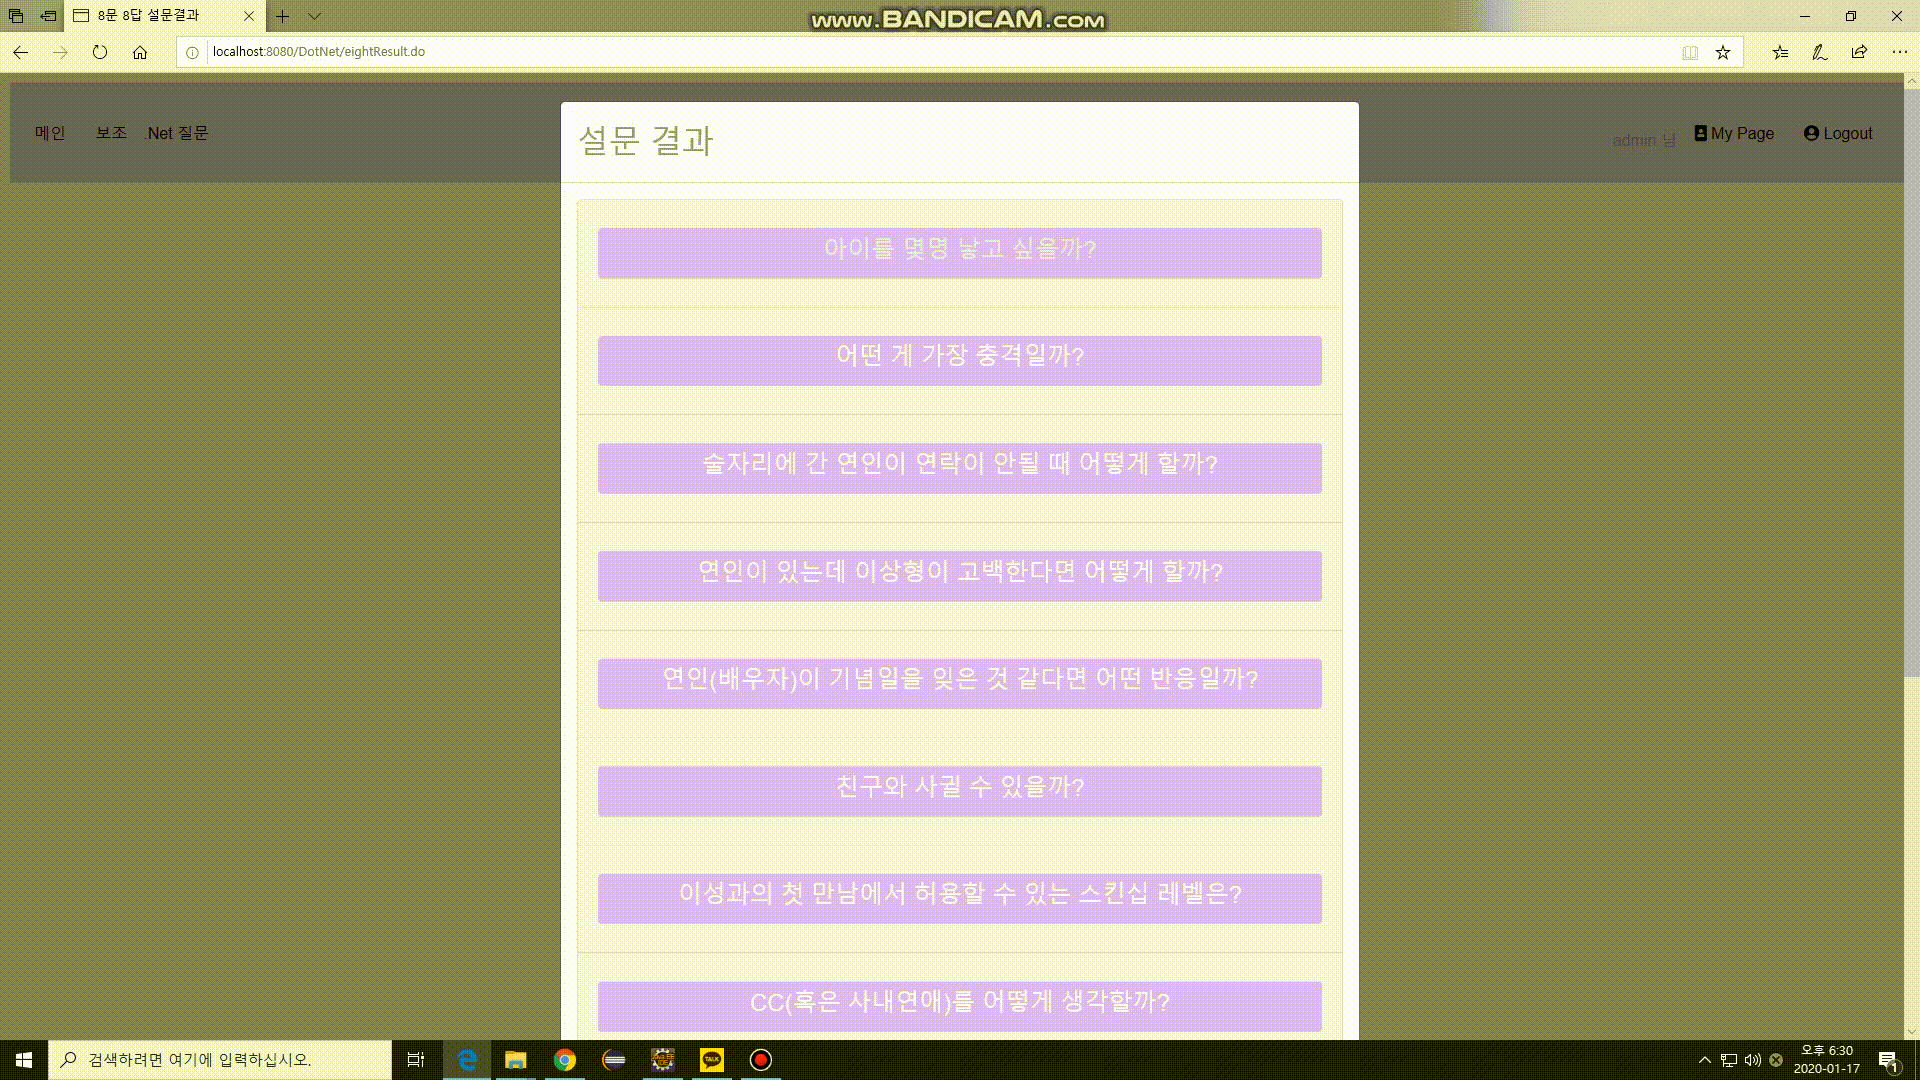 8문 8답 설문결과
www.BANDICAM.com
localhost:8080/DotNet/eightResult.do
메인 보조 .Net 질문
admin 님 My Page Logout
설문 결과
아이를 몇명 낳고 싶을까?
어떤 게 가장 충격일까?
술자리에 간 연인이 연락이 안될 때 어떻게 할까?
연인이 있는데 이상형이 고백한다면 어떻게 할까?
연인(배우자)이 기념일을 잊은 것 같다면 어떤 반응일까?
친구와 사귈 수 있을까?
이성과의 첫 만남에서 허용할 수 있는 스킨십 레벨은?
CC(혹은 사내연애)를 어떻게 생각할까?
검색하려면 여기에 입력하십시오.
TALK
오후 6:30
2020-01-17
1